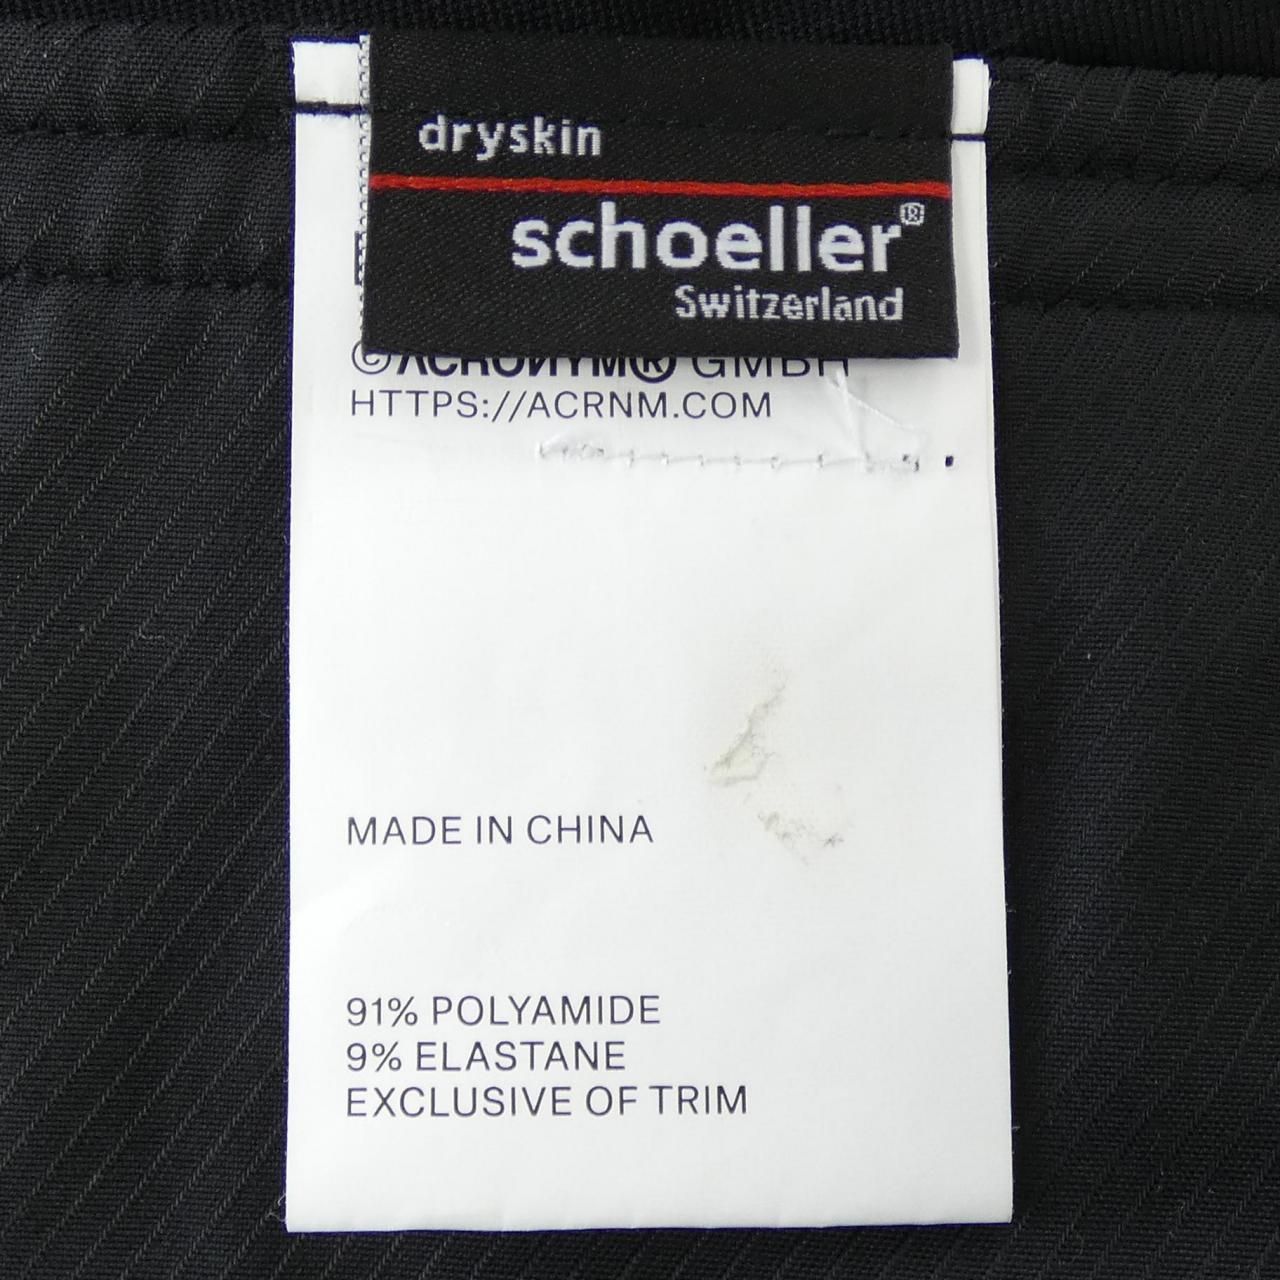 dryskin
schoeller®
Switzerland
©ACRONYM® GMBH
HTTPS://ACRNM.COM
MADE IN CHINA
91% POLYAMIDE
9% ELASTANE
EXCLUSIVE OF TRIM